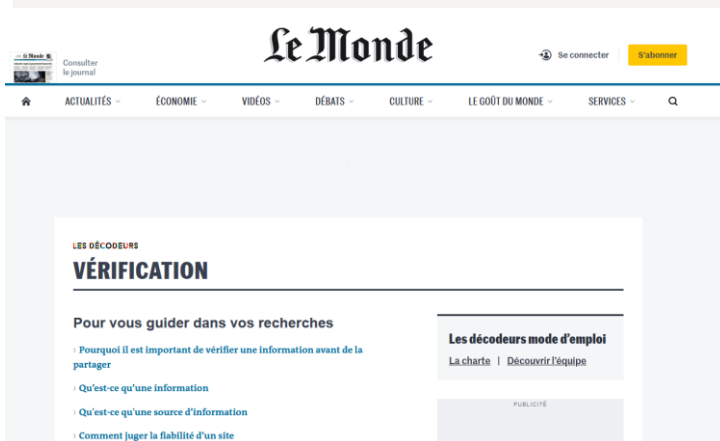 Le Monde
Consulter
le journal
Se connecter
S'abonner
ACTUALITÉS
ÉCONOMIE
VIDÉOS
DÉBATS
CULTURE
LE GOÛT DU MONDE
SERVICES
LES DÉCODEURS
VÉRIFICATION
Pour vous guider dans vos recherches
› Pourquoi il est important de vérifier une information avant de la
partager
› Qu'est-ce qu'une information
› Qu'est-ce qu'une source d'information
› Comment juger la fiabilité d'un site
Les décodeurs mode d'emploi
La charte | Découvrir l'équipe
PUBLICITÉ